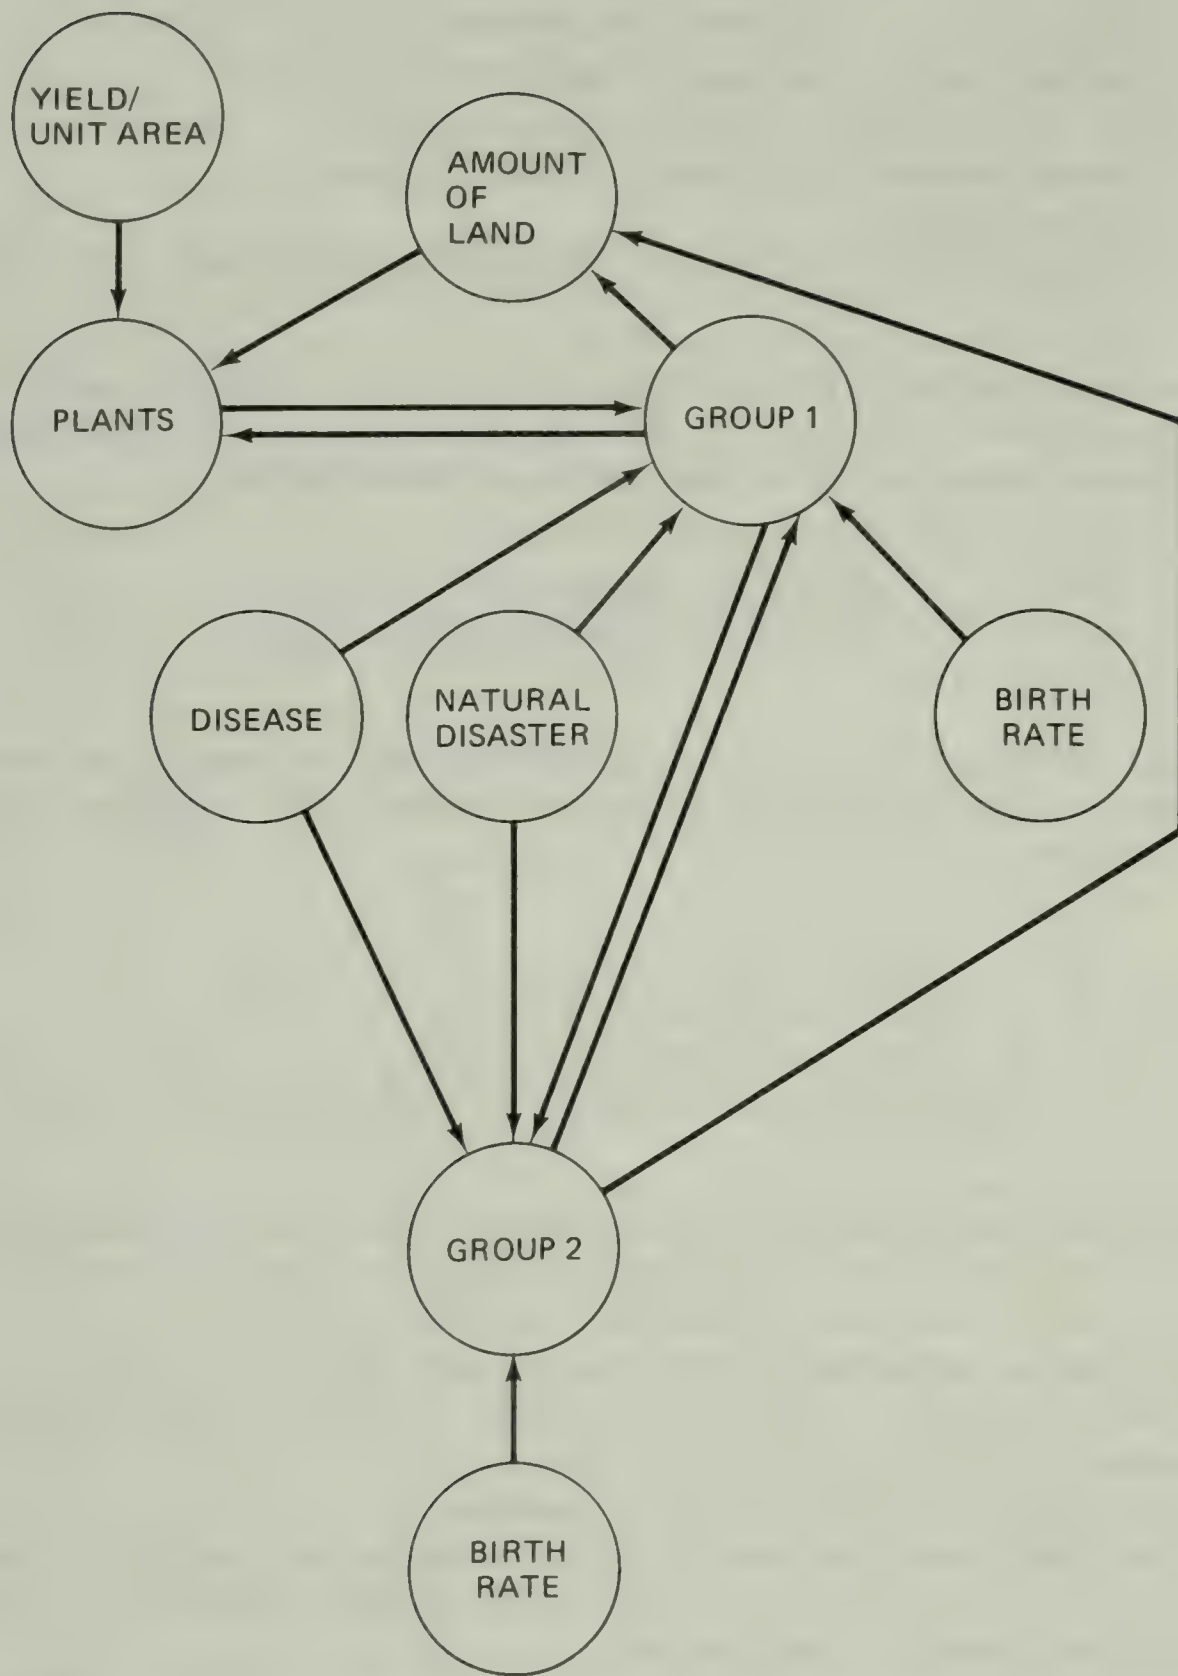 YIELD/
UNIT AREA
AMOUNT
OF
LAND
PLANTS
GROUP 1
DISEASE
NATURAL
DISASTER
BIRTH
RATE
GROUP 2
BIRTH
RATE